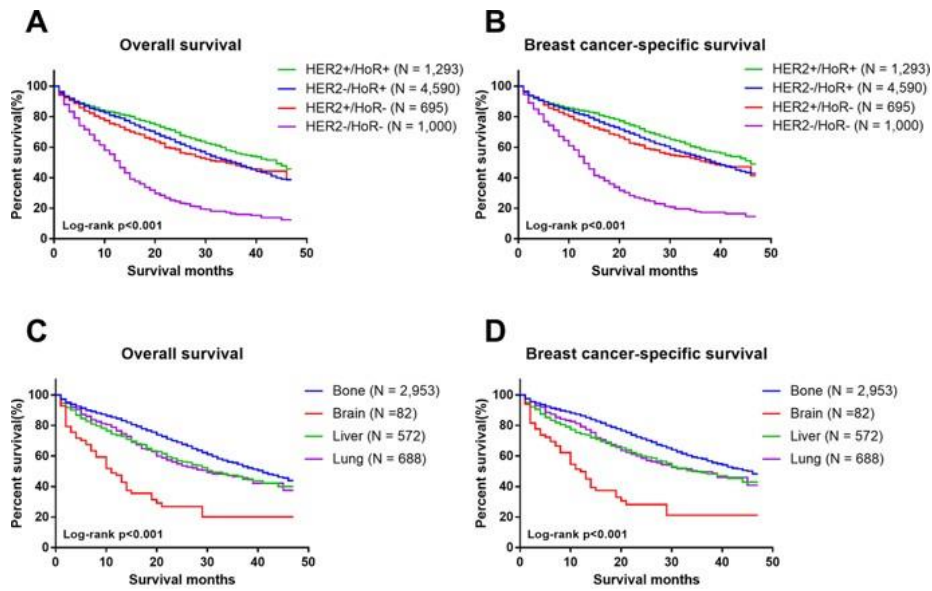 A
Overall survival
HER2+/HoR+ (N = 1,293)
HER2-/HoR+ (N = 4,590)
HER2+/HoR- (N = 695)
HER2-/HoR- (N = 1,000)
Percent survival(%)
100
80
60
40
20
0
Log-rank p<0.001
0 10 20 30 40 50
Survival months
B
Breast cancer-specific survival
HER2+/HoR+ (N = 1,293)
HER2-/HoR+ (N = 4,590)
HER2+/HoR- (N = 695)
HER2-/HoR- (N = 1,000)
Percent survival(%)
100
80
60
40
20
0
Log-rank p<0.001
0 10 20 30 40 50
Survival months
C
Overall survival
Bone (N = 2,953)
Brain (N =82)
Liver (N = 572)
Lung (N = 688)
Percent survival(%)
100
80
60
40
20
0
Log-rank p<0.001
0 10 20 30 40 50
Survival months
D
Breast cancer-specific survival
Bone (N = 2,953)
Brain (N =82)
Liver (N = 572)
Lung (N = 688)
Percent survival(%)
100
80
60
40
20
0
Log-rank p<0.001
0 10 20 30 40 50
Survival months